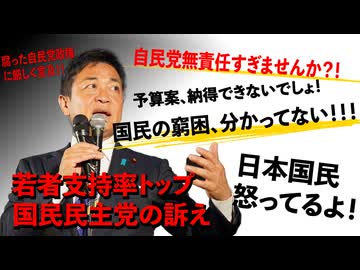 腐った自民党政権
に厳しく言及！！
自民党無責任すぎませんか？！
予算案、納得できないでしょ！
国民の窮困、分かってない！！！
日本国民
怒ってるよ！
若者支持率トップ
国民民主党の訴え